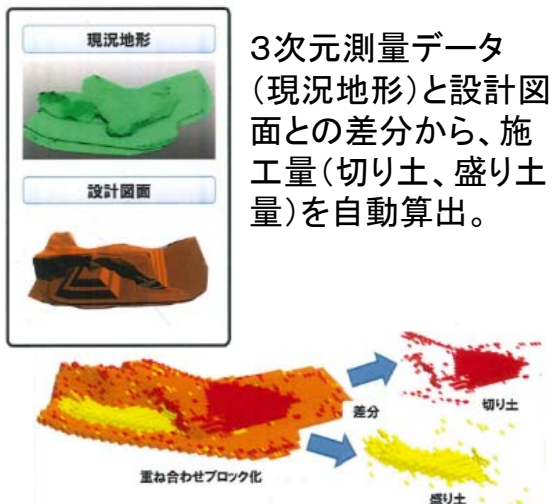 現況地形
設計図面
３次元測量データ
（現況地形）と設計図
面との差分から、施
工量（切り土、盛り土
量）を自動算出。
差分
切り土
重ね合わせブロック化
盛り土